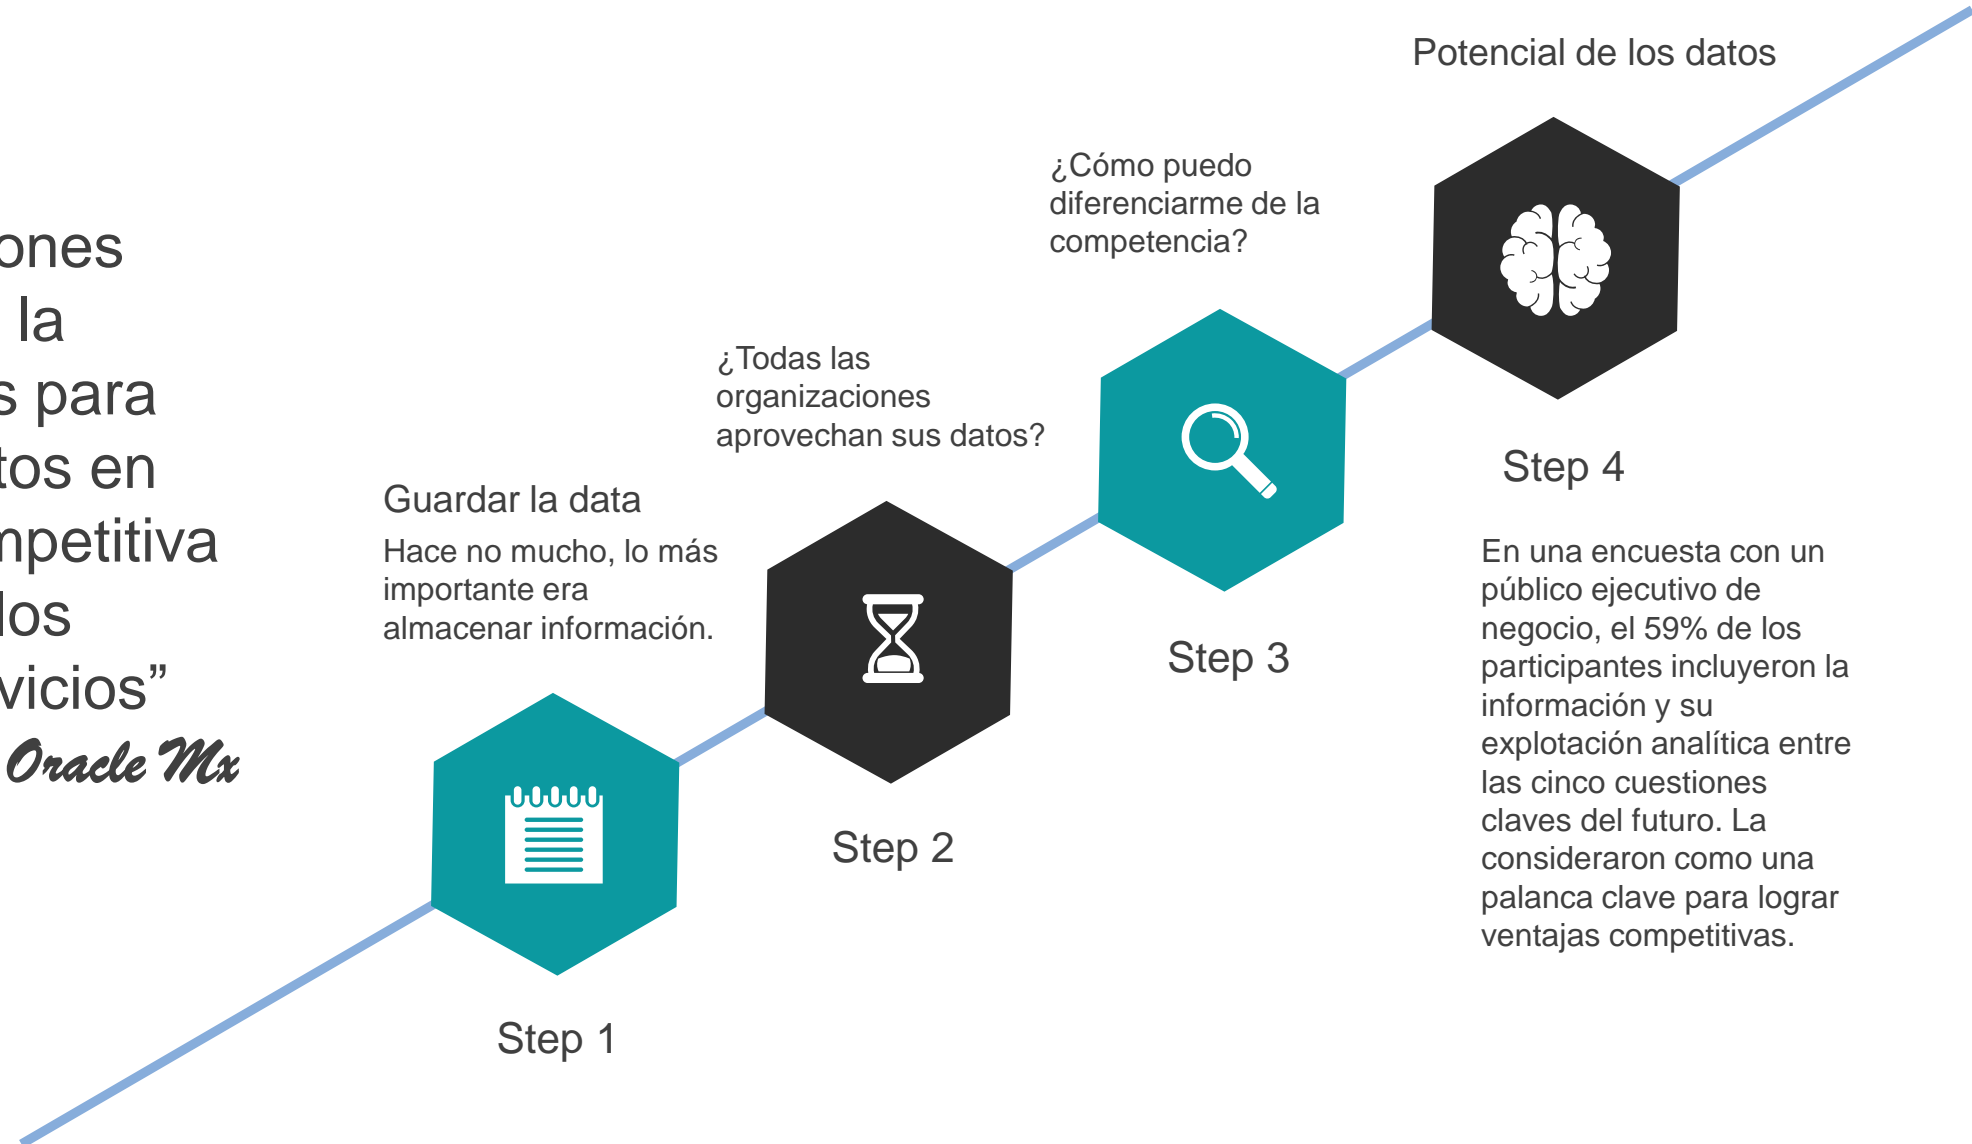 ones
la
s para
tos en
mpetitiva
los
vicios”
Oracle Mx
Guardar la data
Hace no mucho, lo más
importante era
almacenar información.
Step 1
¿Todas las
organizaciones
aprovechan sus datos?
Step 2
¿Cómo puedo
diferenciarme de la
competencia?
Step 3
Potencial de los datos
Step 4
En una encuesta con un
público ejecutivo de
negocio, el 59% de los
participantes incluyeron la
información y su
explotación analítica entre
las cinco cuestiones
claves del futuro. La
consideraron como una
palanca clave para lograr
ventajas competitivas.